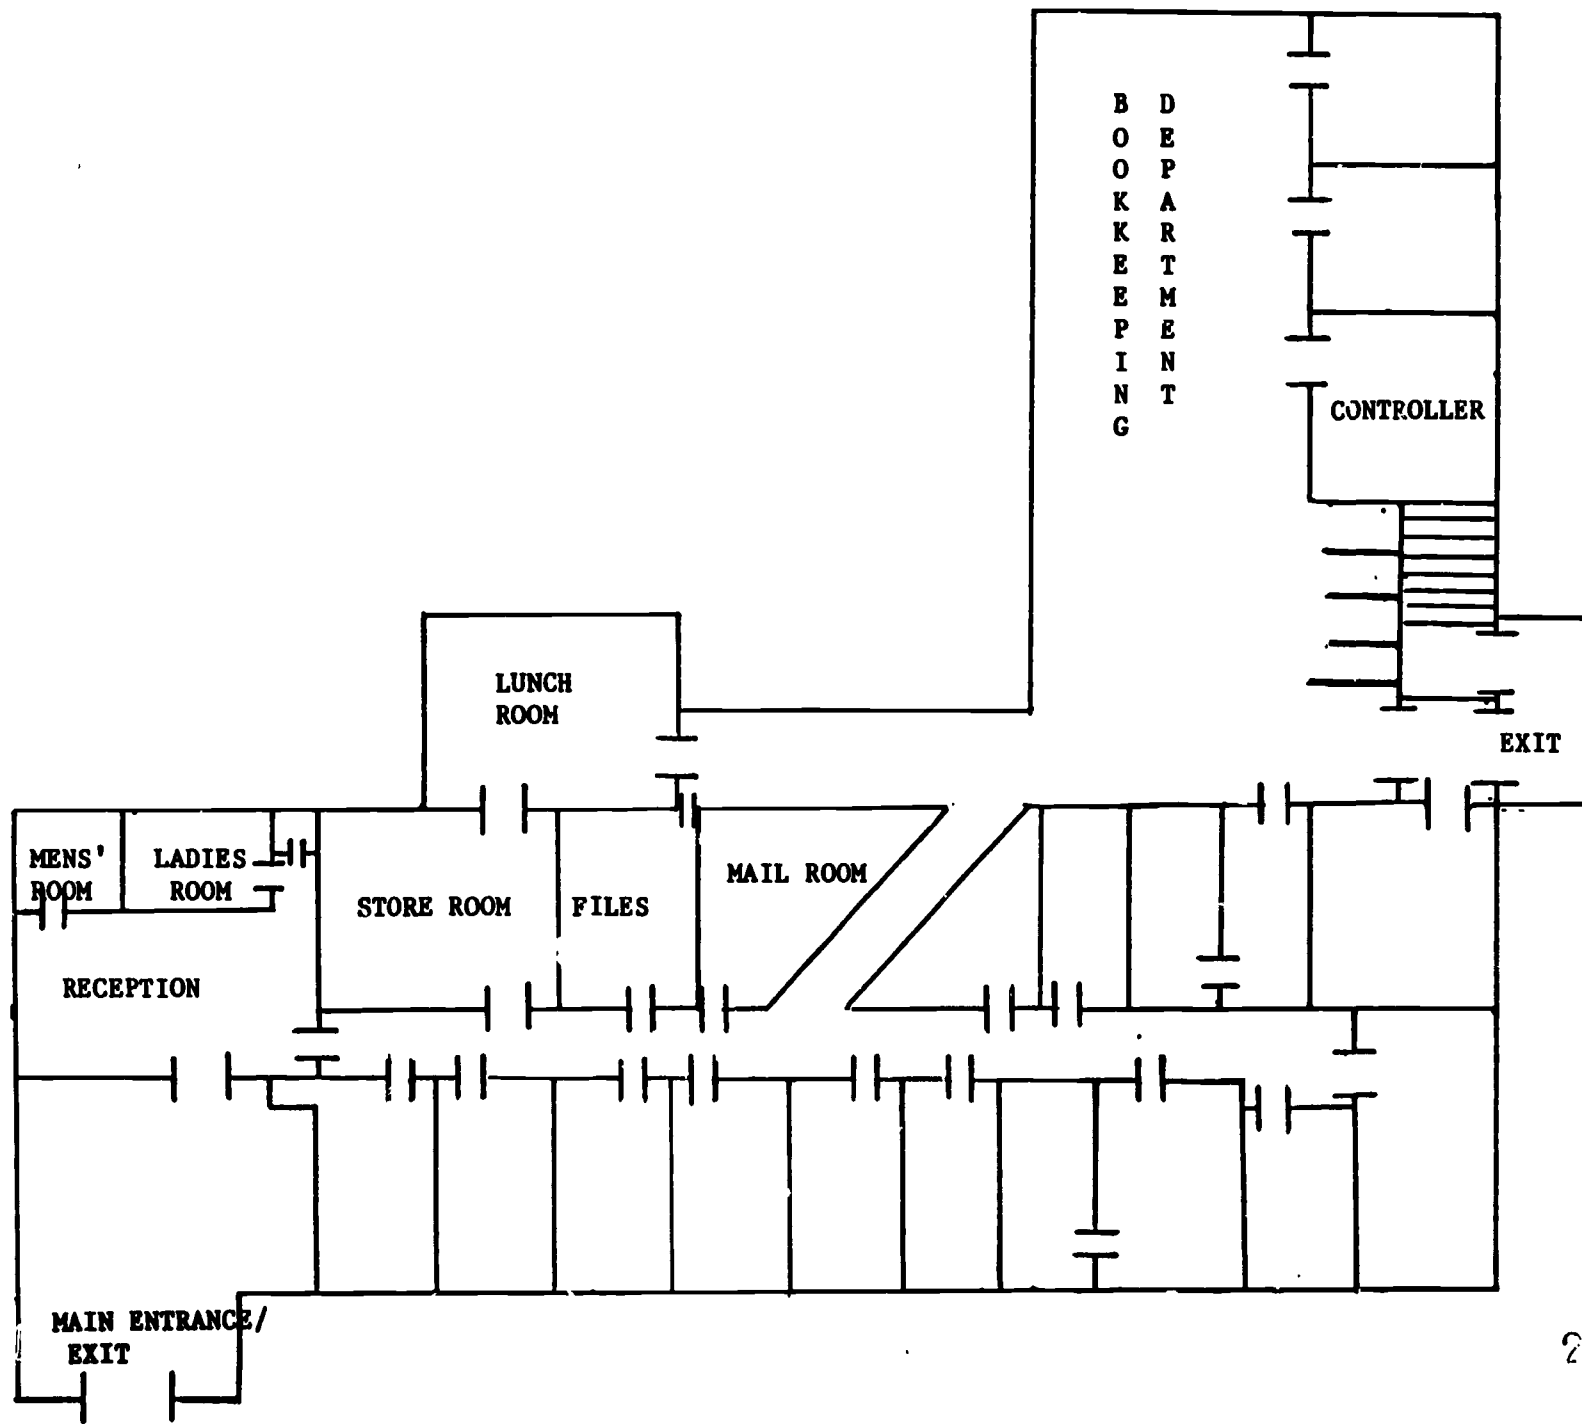 BOOKKEEPING
DEPARTMENT
CONTROLLER
LUNCH
ROOM
EXIT
MENS'
ROOM
LADIES
ROOM
MAIL ROOM
STORE ROOM
FILES
RECEPTION
MAIN ENTRANCE/
EXIT
2